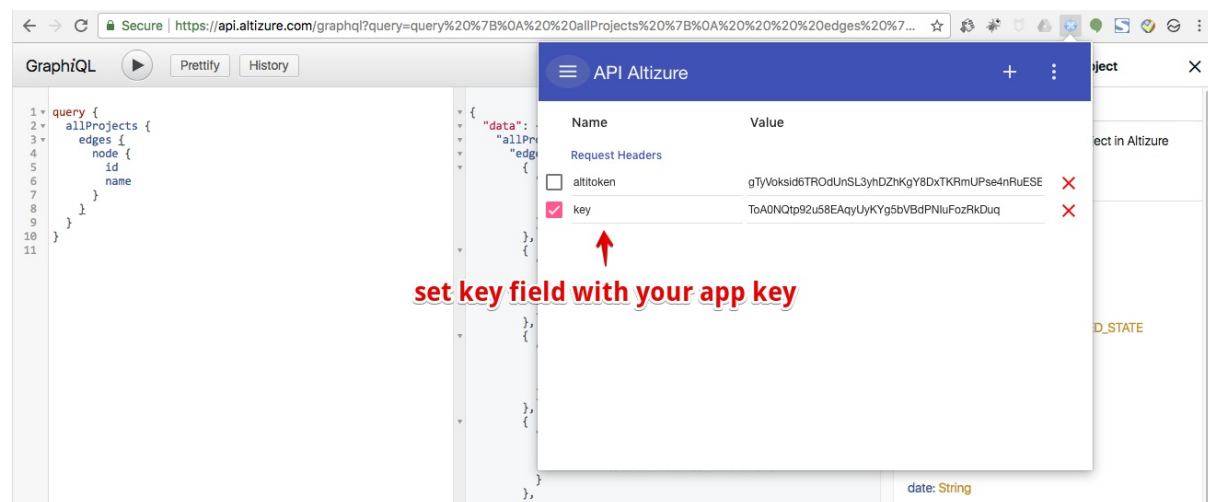 Secure | https://api.altizure.com/graphql?query=query%20%7B%0A%20%20allProjects%20%7B%0A%20%20%20%20edges%20%7...
GraphiQL Prettify History
API Altizure
ject
1 query {
2 allProjects {
3 edges {
4 node {
5 id
6 name
7 }
8 }
9 }
10 }
11
{
"data":
"allPr
"edg
{
},
{
},
{
},
{
}
},
Name Value
Request Headers
altitoken gTyVoksid6TROdUnSL3yhDZhKgY8DxTKRmUPse4nRuESE
key ToA0NQtp92u58EAqyUyKYg5bVBdPNIuFozRkDuq
set key field with your app key
ect in Altizure
D_STATE
date: String